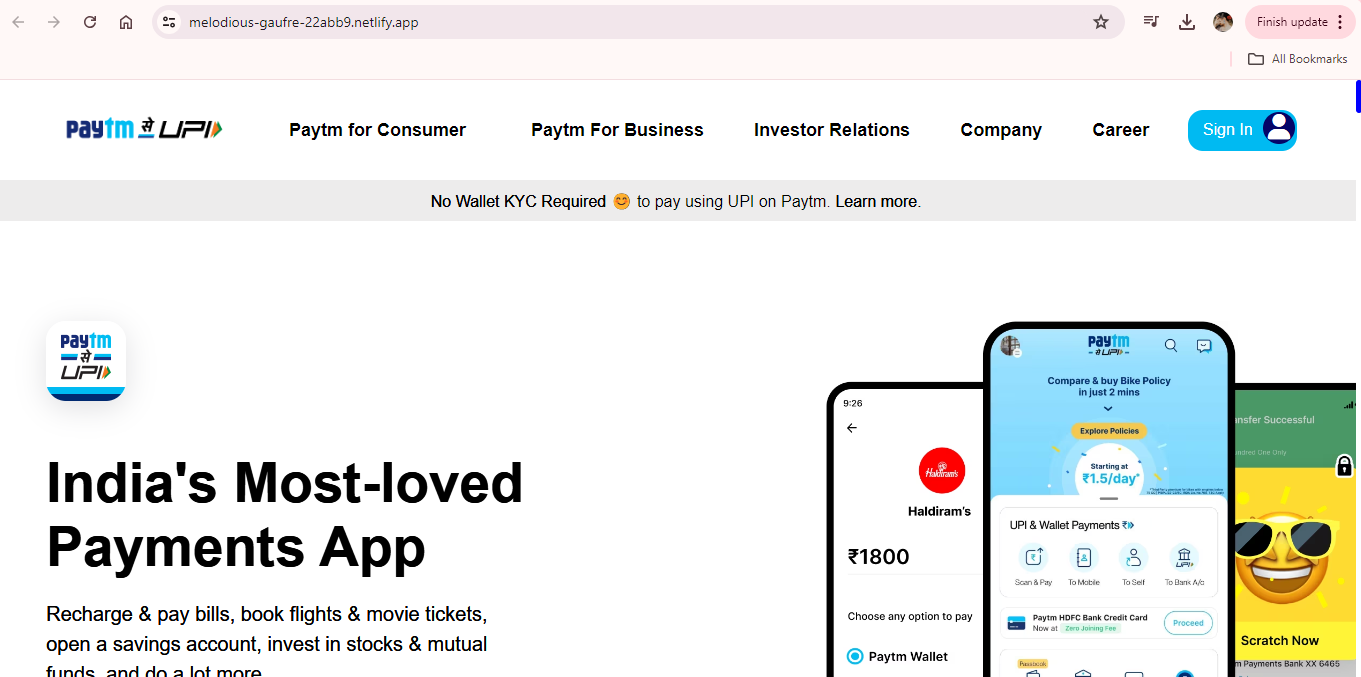 melodious-gaufre-22abb9.netlify.app
Finish update
All Bookmarks
paytm से UPI
Paytm for Consumer
Paytm For Business
Investor Relations
Company
Career
Sign In
No Wallet KYC Required 😊 to pay using UPI on Paytm. Learn more.
paytm
से
UPI
India's Most-loved
Payments App
Recharge & pay bills, book flights & movie tickets,
open a savings account, invest in stocks & mutual
funds, and do a lot more.
9:26
Haldiram's
Haldiram's
₹1800
Choose any option to pay
Paytm Wallet
paytm
से UPI
Compare & buy Bike Policy
in just 2 mins
Explore Policies
Starting at
₹1.5/day*
UPI & Wallet Payments
Scan & Pay
To Mobile
To Self
UPI
To Bank A/c
Paytm HDFC Bank Credit Card
Now at Zero Joining Fee
Proceed
Passbook
nsfer Successful
ndred One Only
Scratch Now
m Payments Bank XX 6465